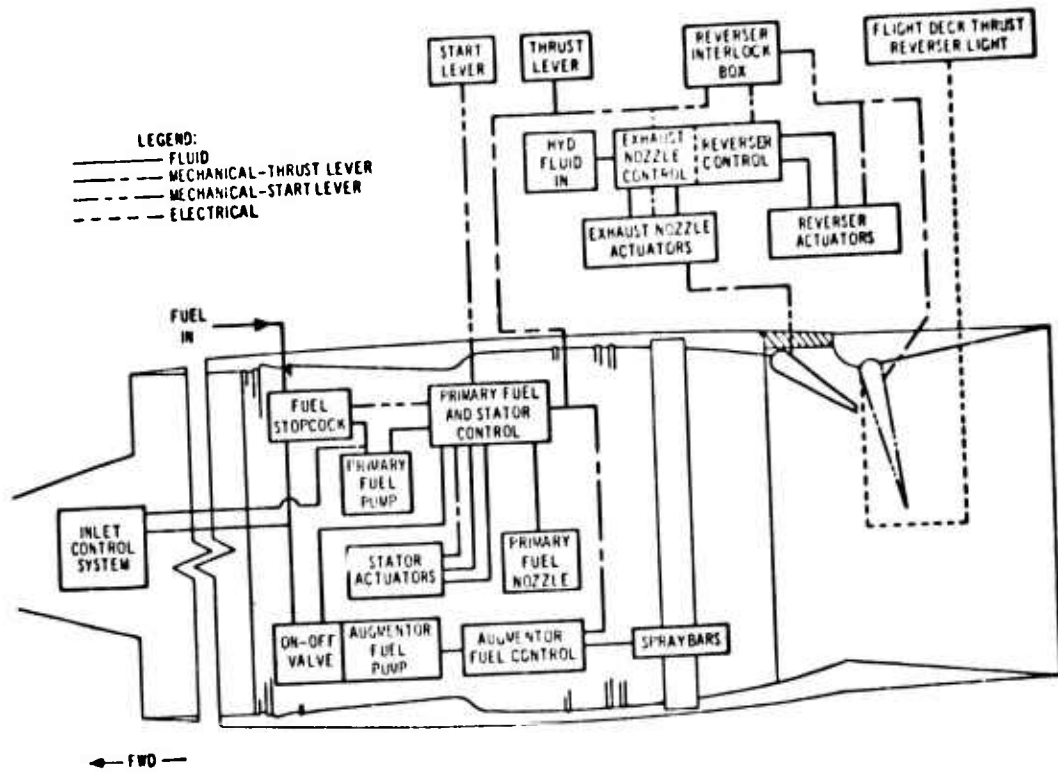 START
LEVER
THRUST
LEVER
REVERSER
INTERLOCK
BOX
FLIGHT DECK THRUST
REVERSER LIGHT
LEGEND:
FLUID
MECHANICAL-THRUST LEVER
MECHANICAL-START LEVER
ELECTRICAL
HYD
FLUID
IN
EXHAUST
NOZZLE
CONTROL
REVERSER
CONTROL
EXHAUST NOZZLE
ACTUATORS
REVERSER
ACTUATORS
FUEL
IN
FUEL
STOPCOCK
PRIMARY FUEL
AND STATOR
CONTROL
PRIMARY
FUEL
PUMP
INLET
CONTROL
SYSTEM
STATOR
ACTUATORS
PRIMARY
FUEL
NOZZLE
ON-OFF
VALVE
AUGMENTOR
FUEL
PUMP
AUGMENTOR
FUEL CONTROL
SPRAYBARS
FWD